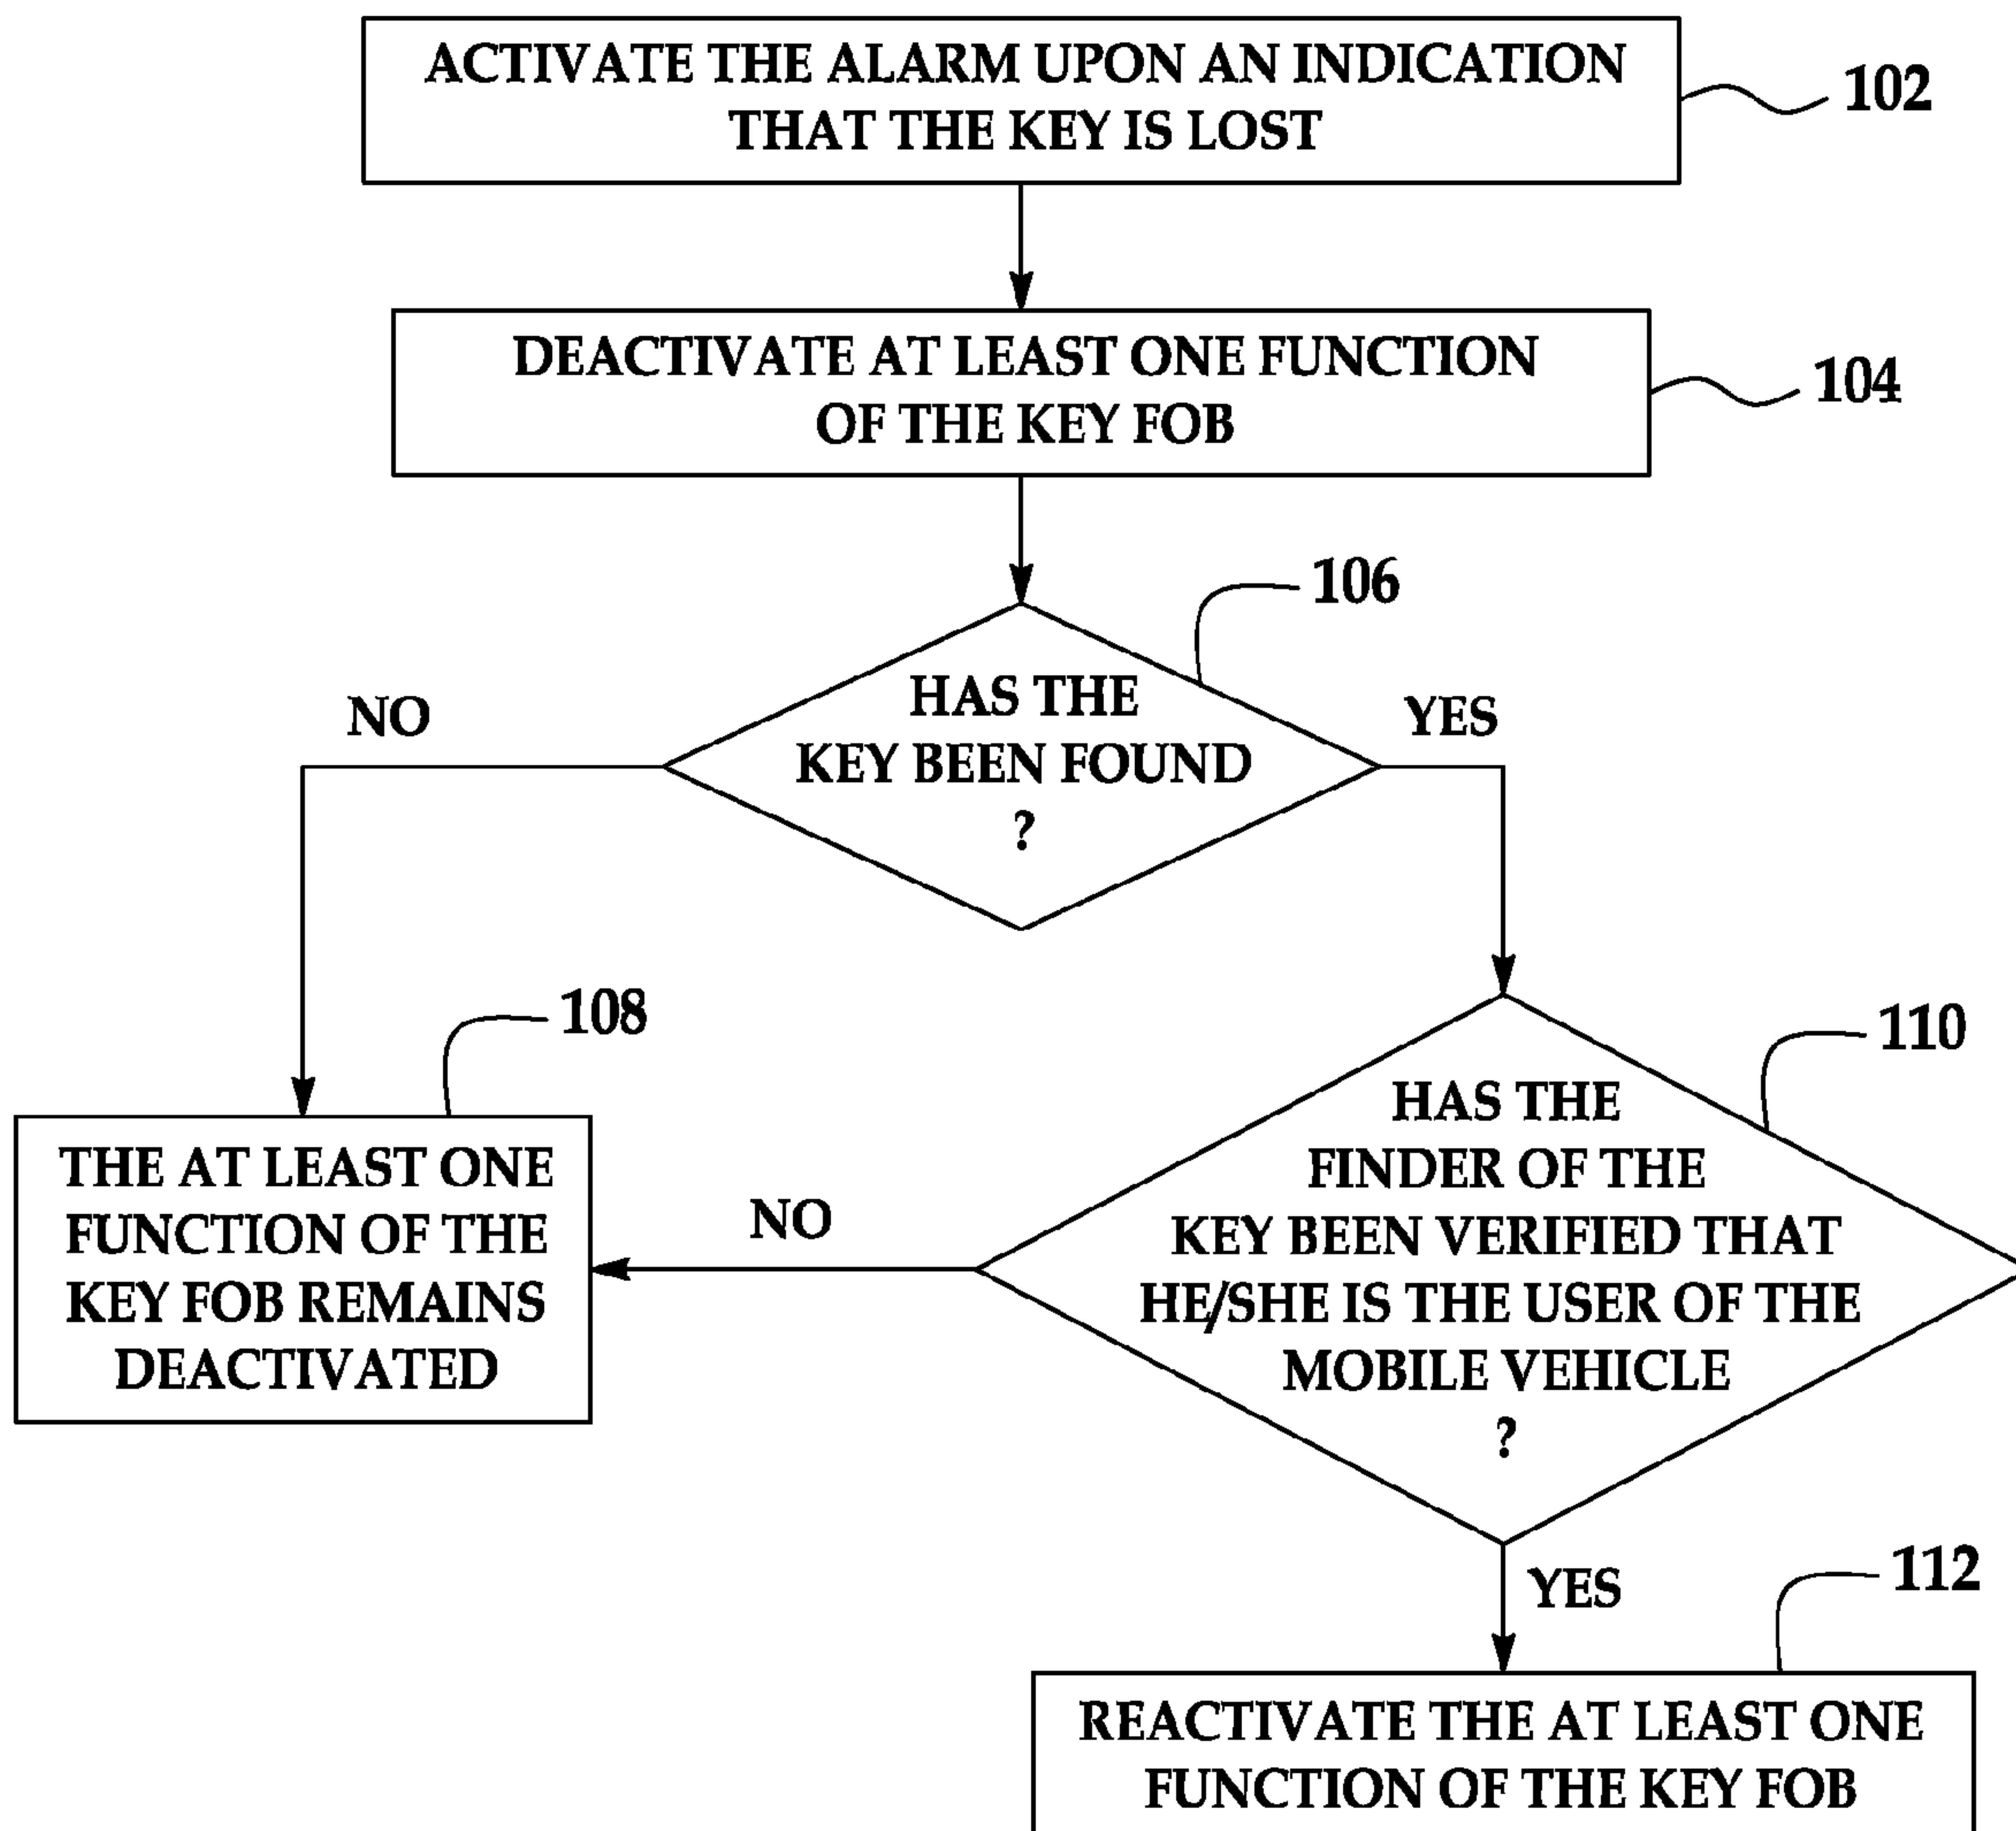 ACTIVATE THE ALARM UPON AN INDICATION
THAT THE KEY IS LOST
102
DEACTIVATE AT LEAST ONE FUNCTION
OF THE KEY FOB
104
106
HAS THE
KEY BEEN FOUND
?
NO
YES
108
THE AT LEAST ONE
FUNCTION OF THE
KEY FOB REMAINS
DEACTIVATED
110
HAS THE
FINDER OF THE
KEY BEEN VERIFIED THAT
HE/SHE IS THE USER OF THE
MOBILE VEHICLE
?
NO
YES
112
REACTIVATE THE AT LEAST ONE
FUNCTION OF THE KEY FOB